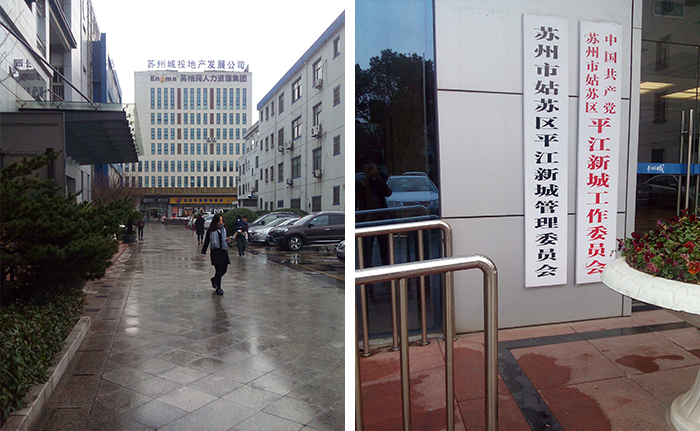 苏州城投地产发展公司
Engma 英格玛人力资源集团
苏州市姑苏区平江新城管理委员会
中国共产党
苏州市姑苏区
平江新城工作委员会